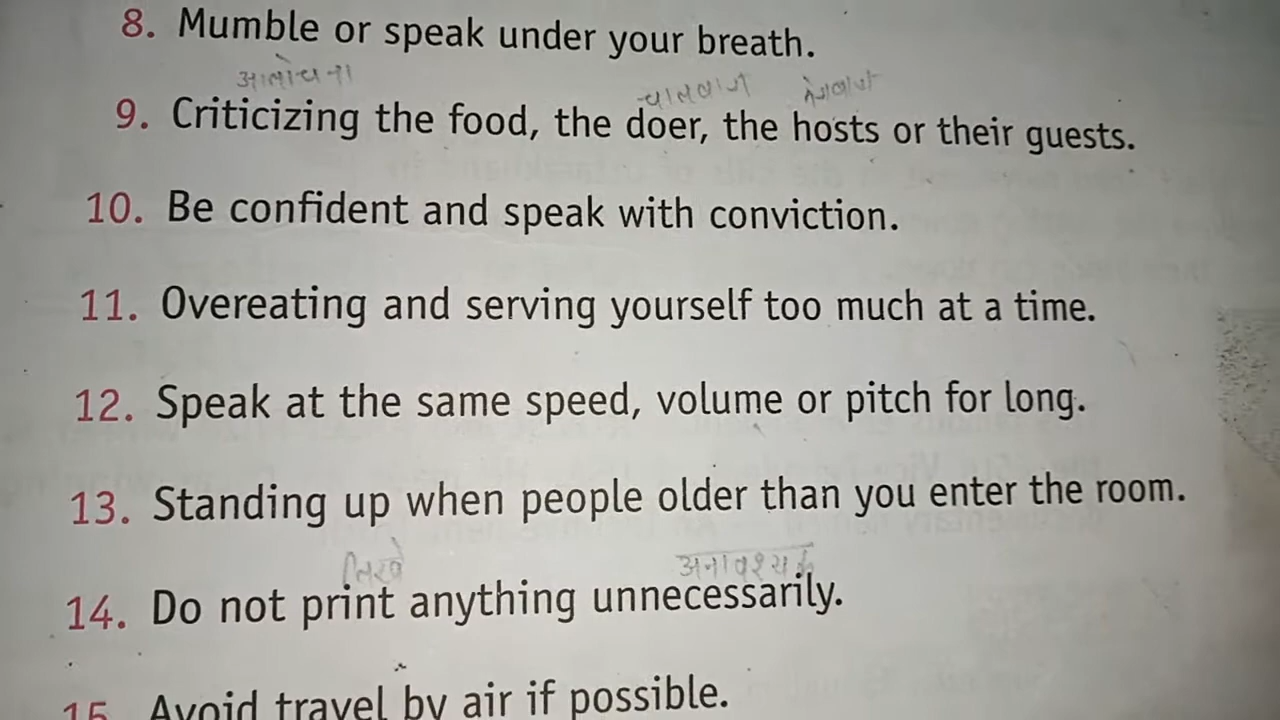 8. Mumble or speak under your breath.
आलोचना
9. Criticizing the food, the doer, the hosts or their guests.
10. Be confident and speak with conviction.
11. Overeating and serving yourself too much at a time.
12. Speak at the same speed, volume or pitch for long.
13. Standing up when people older than you enter the room.
अनावश्यक
14. Do not print anything unnecessarily.
15. Avoid travel by air if possible.